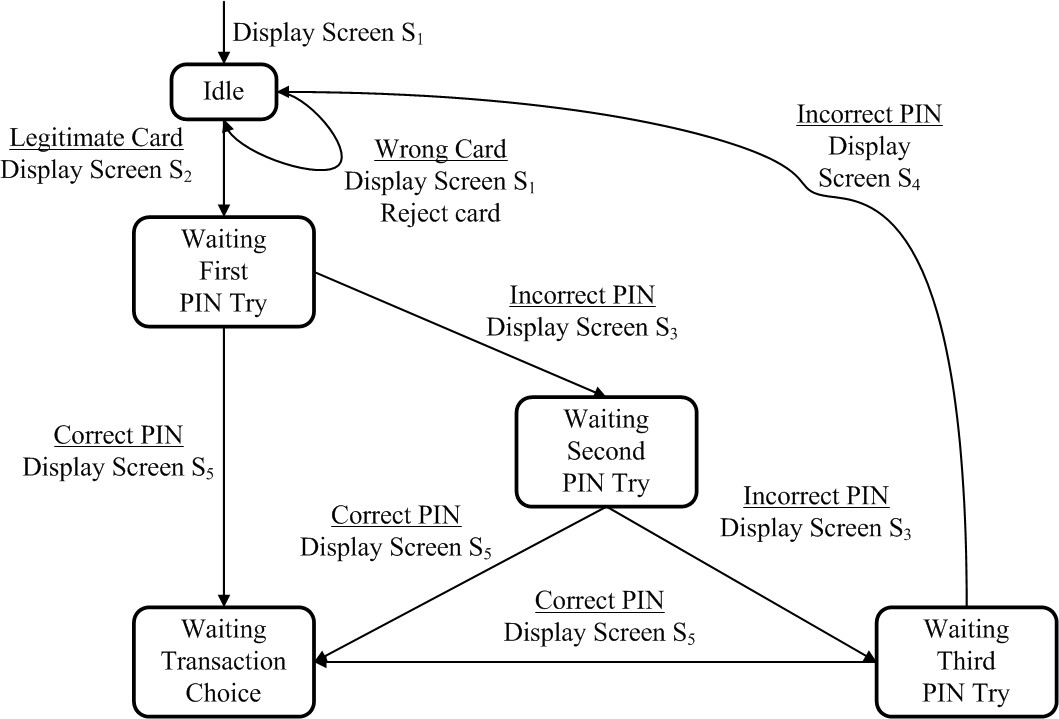 Display Screen S₁
Idle
Legitimate Card
Display Screen S₂
Wrong Card
Display Screen S₁
Reject card
Incorrect PIN
Display
Screen S₄
Waiting
First
PIN Try
Incorrect PIN
Display Screen S₃
Waiting
Second
PIN Try
Correct PIN
Display Screen S₅
Correct PIN
Display Screen S₅
Incorrect PIN
Display Screen S₃
Correct PIN
Display Screen S₅
Waiting
Transaction
Choice
Waiting
Third
PIN Try